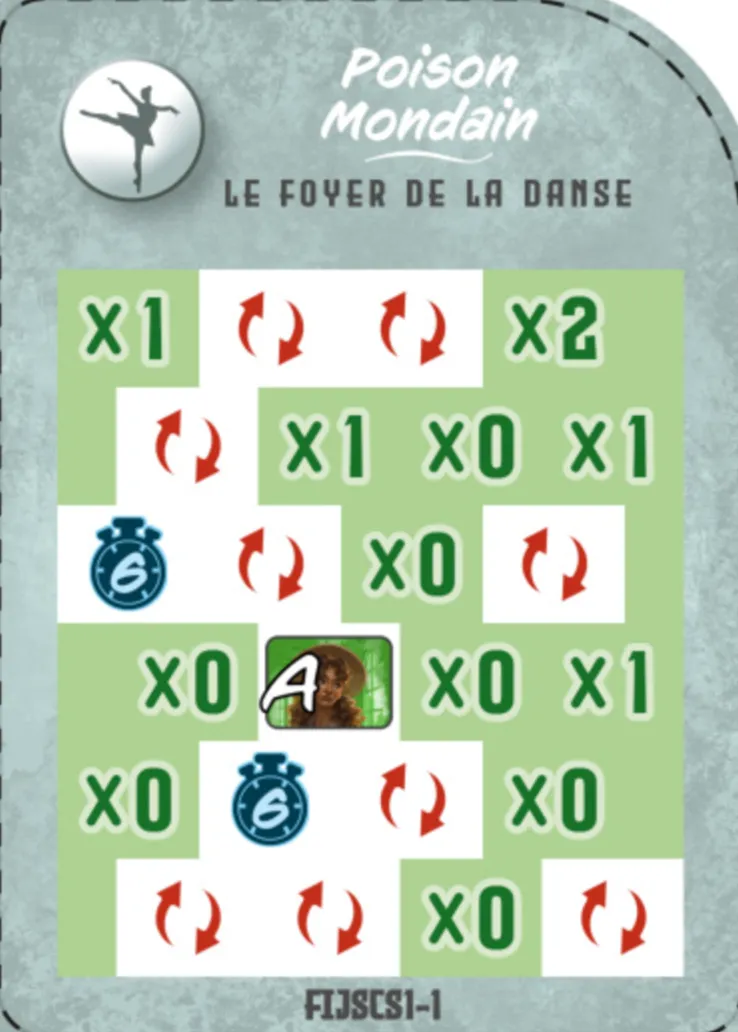 Poison
Mondain
LE FOYER DE LA DANSE
x1 x2
x1 x0 x1
6 x0
x0 A x0 x1
x0 6 x0
x0
FIJSCS1-1